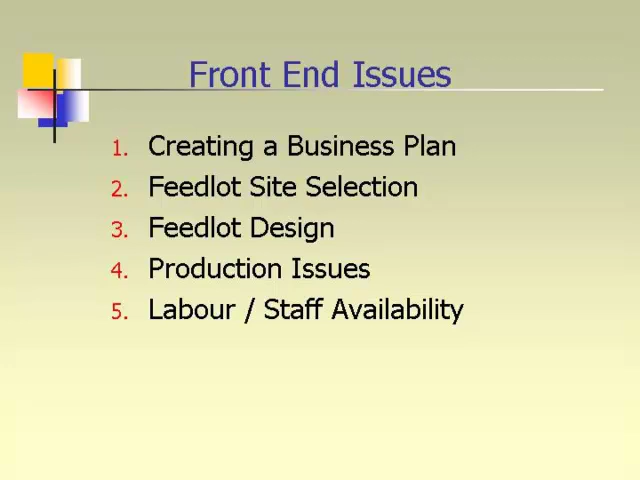 Front End Issues
1. Creating a Business Plan
2. Feedlot Site Selection
3. Feedlot Design
4. Production Issues
5. Labour / Staff Availability